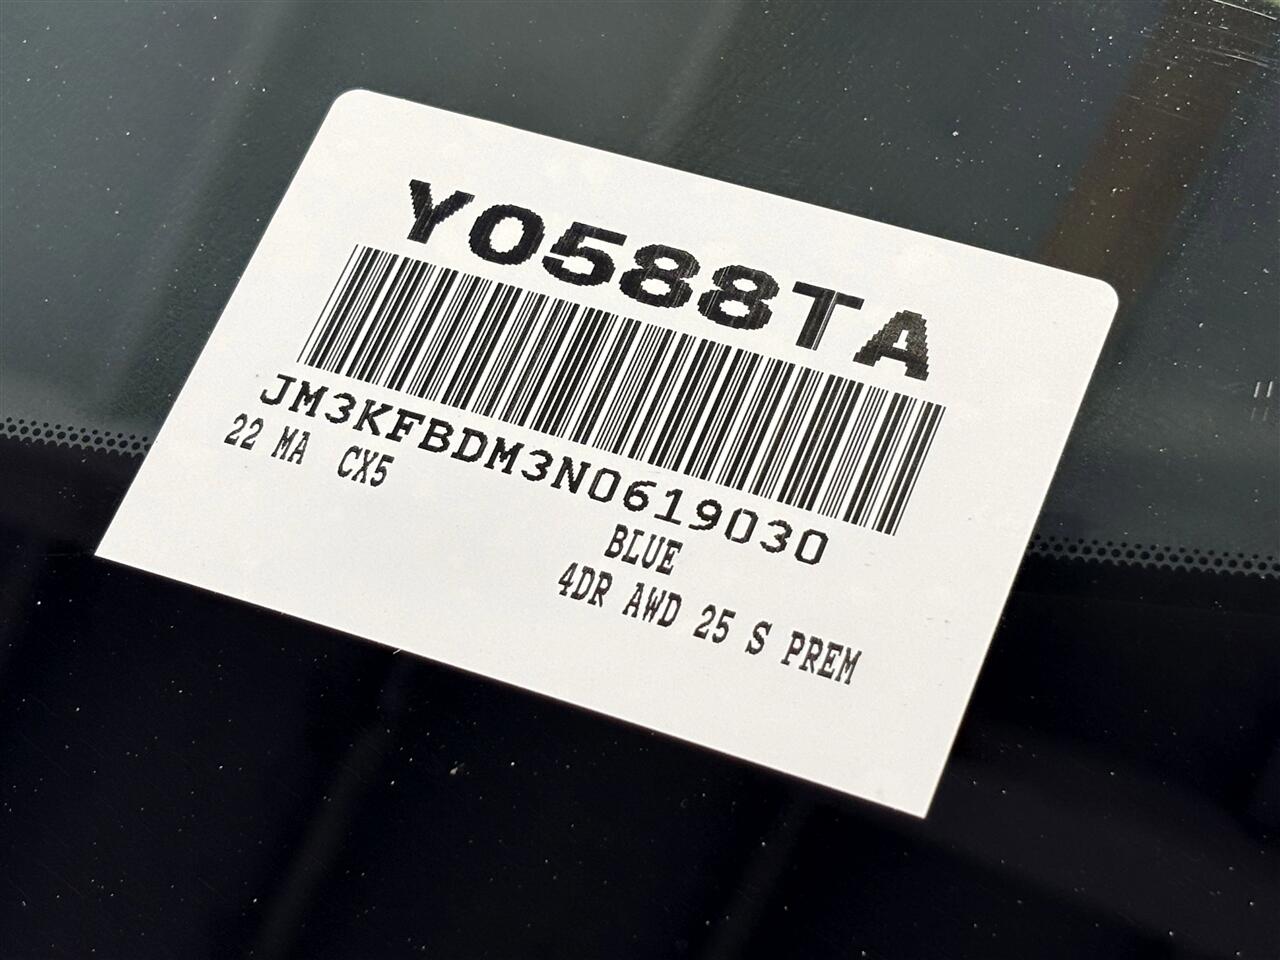 Y0588TA
JM3KFBDM3N0619030
22 MA CX5
BLUE
4DR AWD 25 S PREM